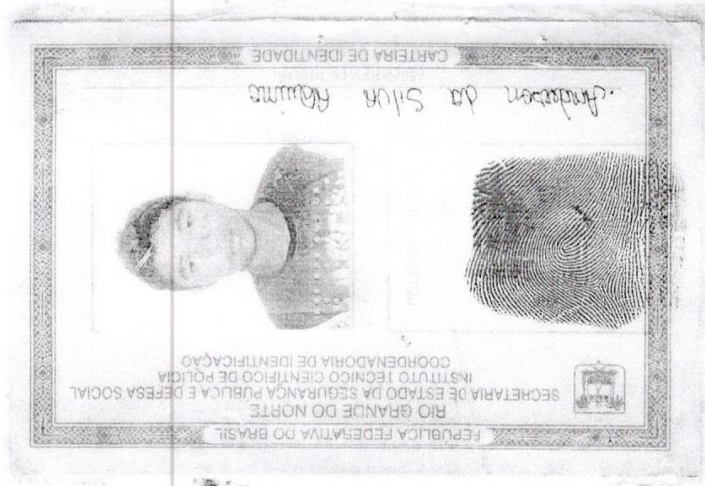 REPÚBLICA FEDERATIVA DO BRASIL
RIO GRANDE DO NORTE
SECRETARIA DE ESTADO DA SEGURANÇA PÚBLICA E DEFESA SOCIAL
INSTITUTO TÉCNICO CIENTÍFICO DE POLÍCIA
COORDENADORIA DE IDENTIFICAÇÃO
Anderson da Silva
CARTEIRA DE IDENTIDADE